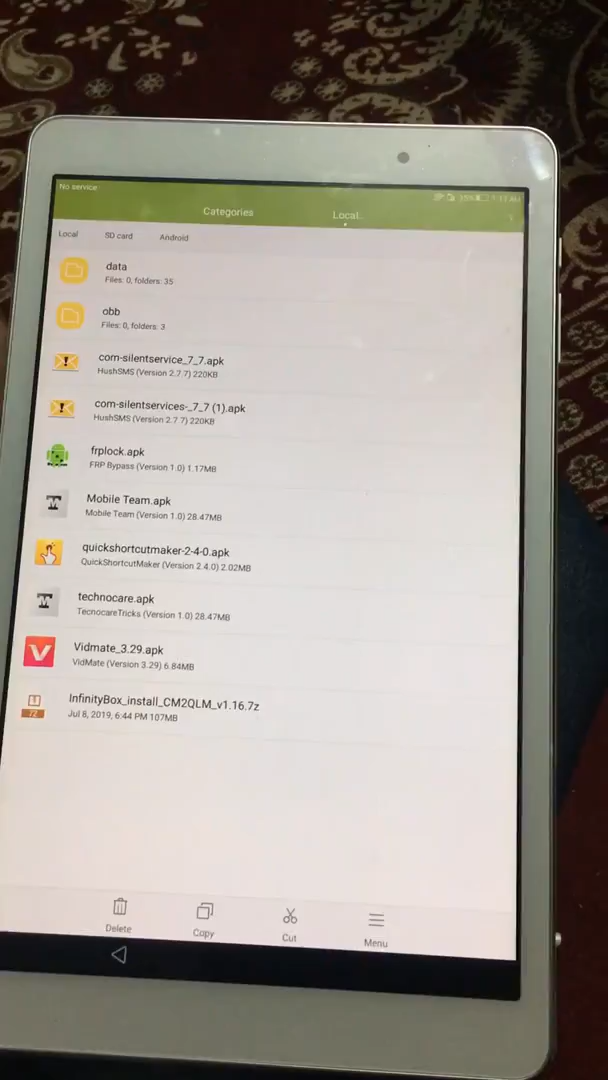 No service
35% 1:11 AM
Categories
Local
Local
SD card
Android
data
Files: 0, folders: 35
obb
Files: 0, folders: 3
com-silentservice_7_7.apk
HushSMS (Version 2.7 7) 220KB
com-silentservices-_7_7 (1).apk
HushSMS (Version 2.7 7) 220KB
frplock.apk
FRP Bypass (Version 1.0) 1.17MB
Mobile Team.apk
Mobile Team (Version 1.0) 28.47MB
quickshortcutmaker-2-4-0.apk
QuickShortcutMaker (Version 2.4.0) 2.02MB
technocare.apk
TecnocareTricks (Version 1.0) 28.47MB
Vidmate_3.29.apk
VidMate (Version 3.29) 6.84MB
InfinityBox_install_CM2QLM_v1.16.7z
Jul 8, 2019, 6:44 PM 107MB
Delete
Copy
Cut
Menu